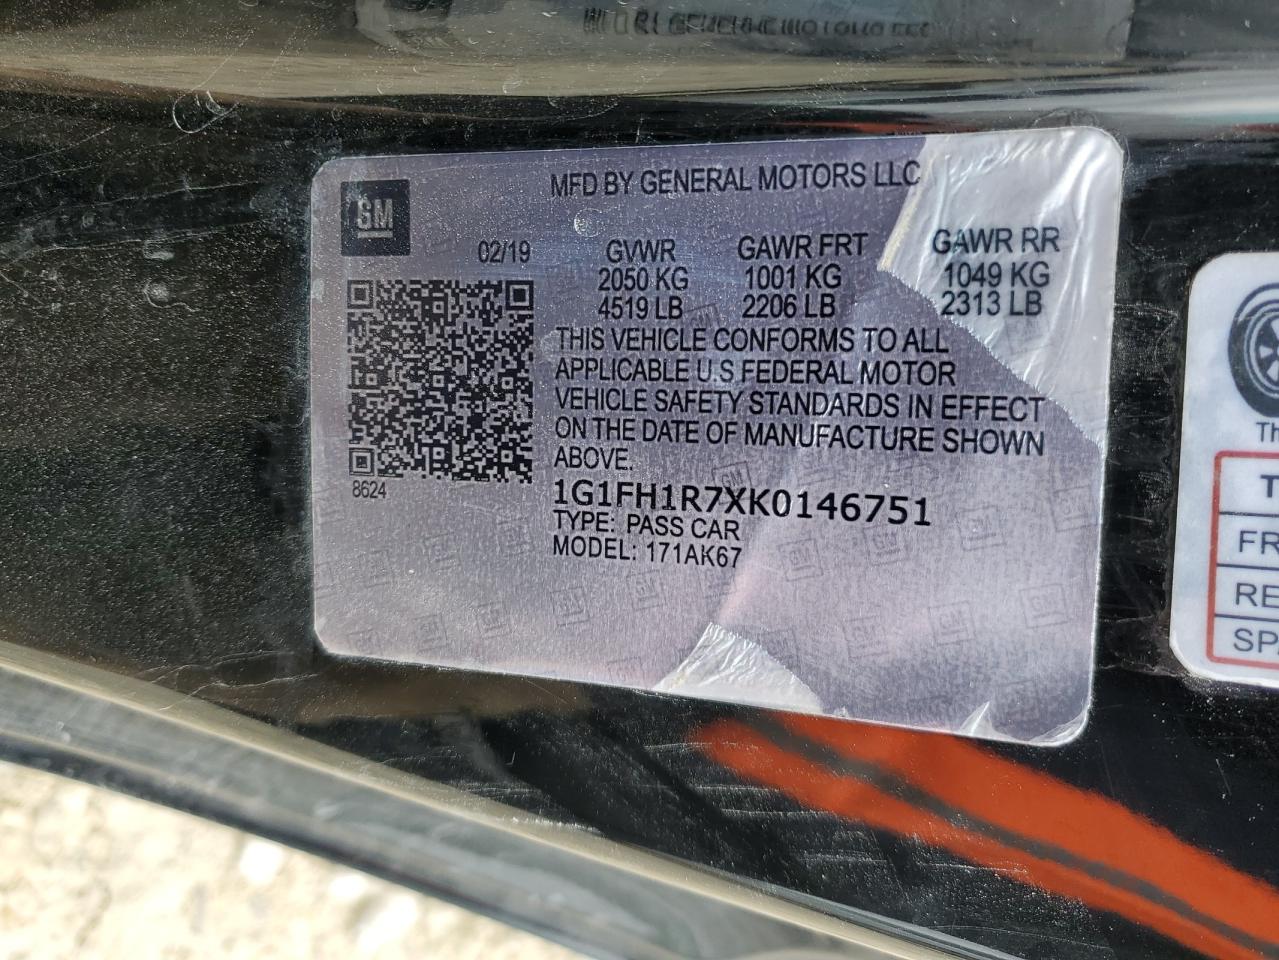 MFD BY GENERAL MOTORS LLC
GM
02/19
GVWR GAWR FRT GAWR RR
2050 KG 1001 KG 1049 KG
4519 LB 2206 LB 2313 LB
THIS VEHICLE CONFORMS TO ALL
APPLICABLE U.S FEDERAL MOTOR
VEHICLE SAFETY STANDARDS IN EFFECT
ON THE DATE OF MANUFACTURE SHOWN
ABOVE.
8624
1G1FH1R7XK0146751
TYPE: PASS CAR
MODEL: 171AK67